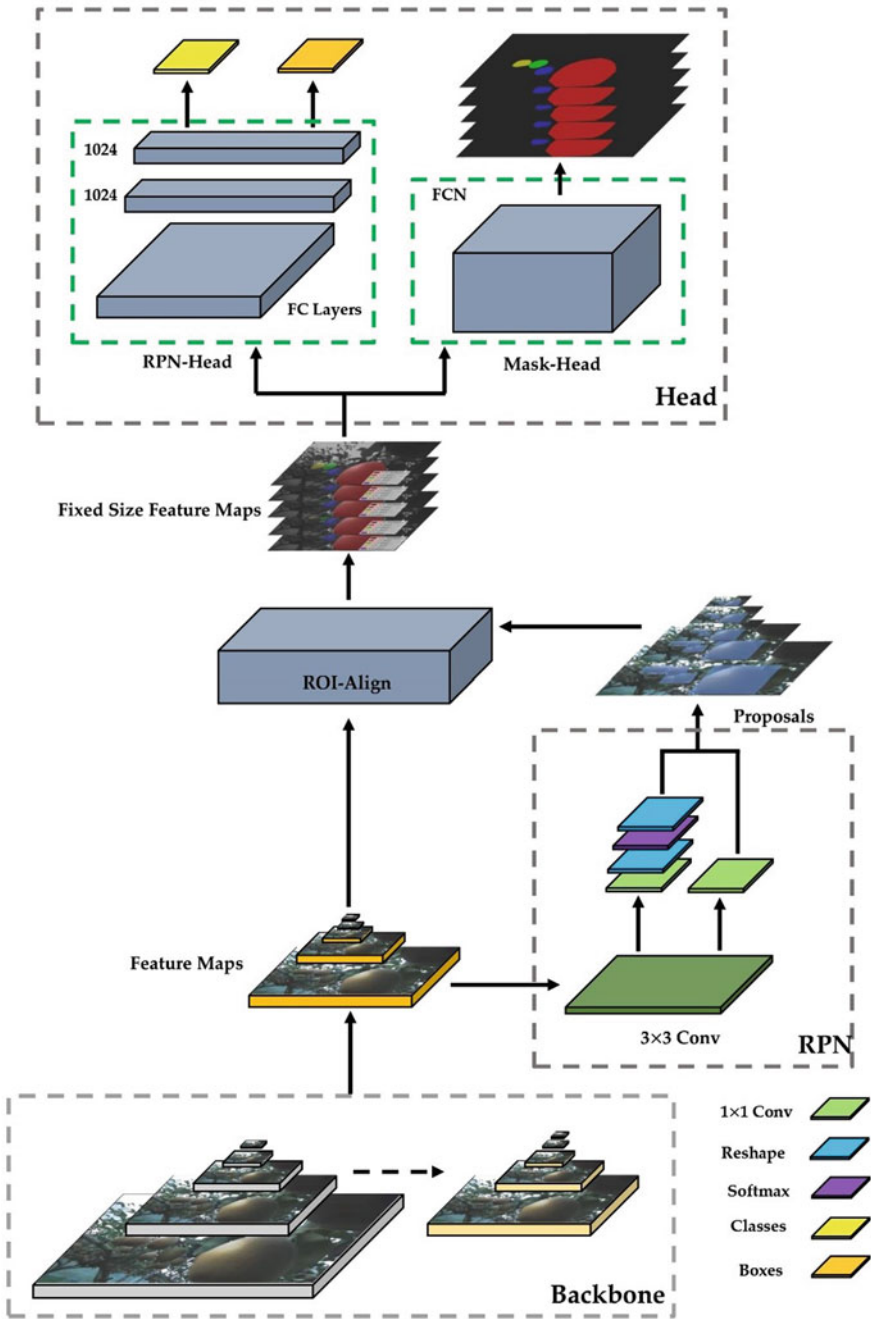 1024
1024
FCN
FC Layers
RPN-Head
Mask-Head
Head
Fixed Size Feature Maps
ROI-Align
Proposals
Feature Maps
3×3 Conv
RPN
1×1 Conv
Reshape
Softmax
Classes
Boxes
Backbone